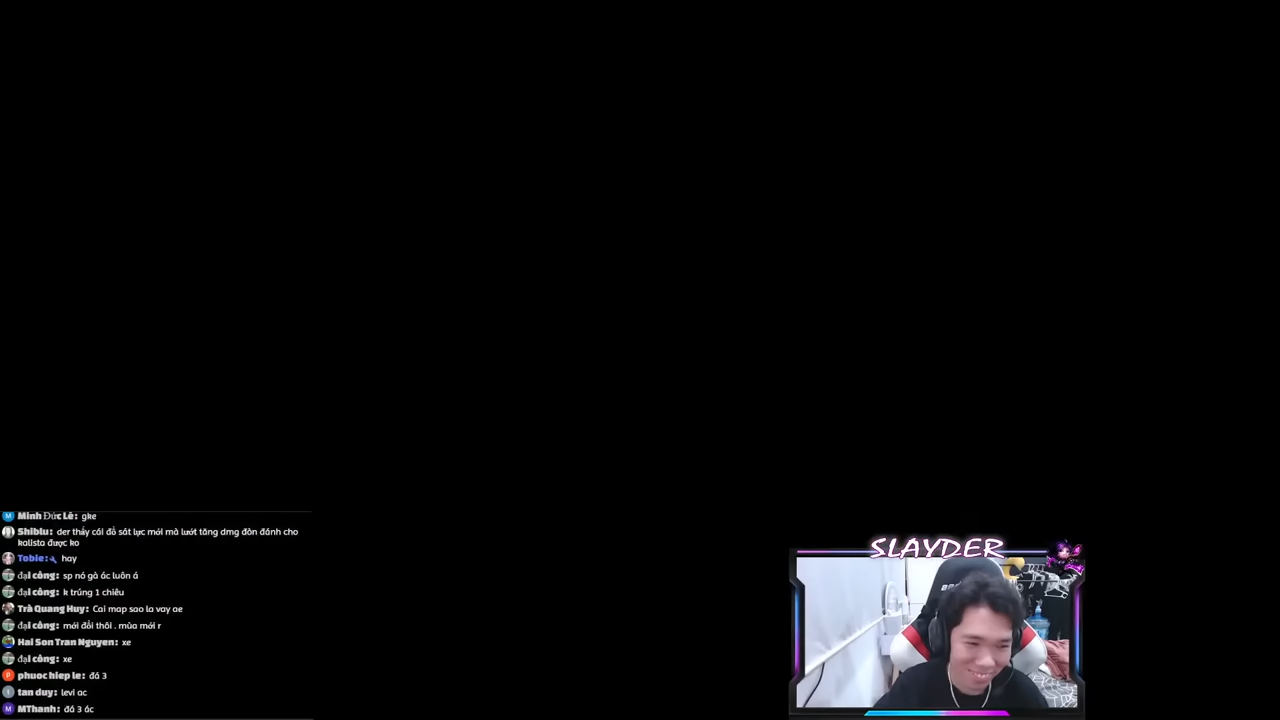 Minh Đức Lê: gke
Shiblu: der thấy cái đồ sát lực mới mà lướt tăng dmg đòn đánh cho
kalista được ko
Tobie: hay
đại công: sp nó gà ác luôn á
đại công: k trúng 1 chiêu
Trà Quang Huy: Cai map sao la vay ae
đại công: mới đổi thôi . mùa mới r
Hai Son Tran Nguyen: xe
đại công: xe
phuoc hiep le: đá 3
tan duy: levi ac
MThanh: đá 3 ác
SLAYDER